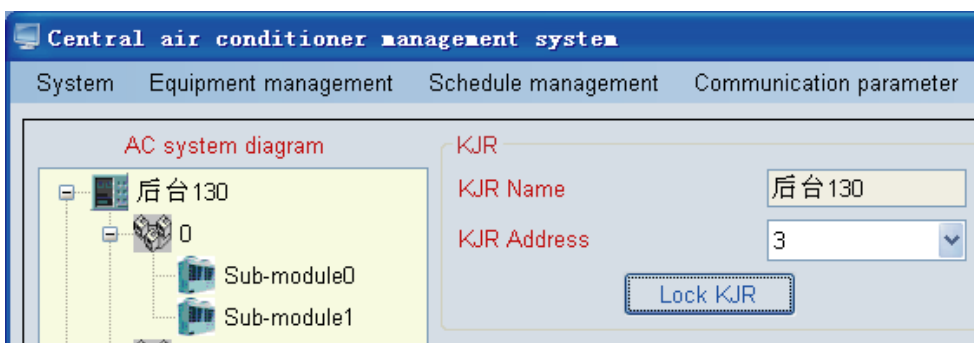 Central air conditioner management system
System Equipment management Schedule management Communication parameter
AC system diagram
后台130
0
Sub-module0
Sub-module1
KJR
KJR Name 后台130
KJR Address 3
Lock KJR